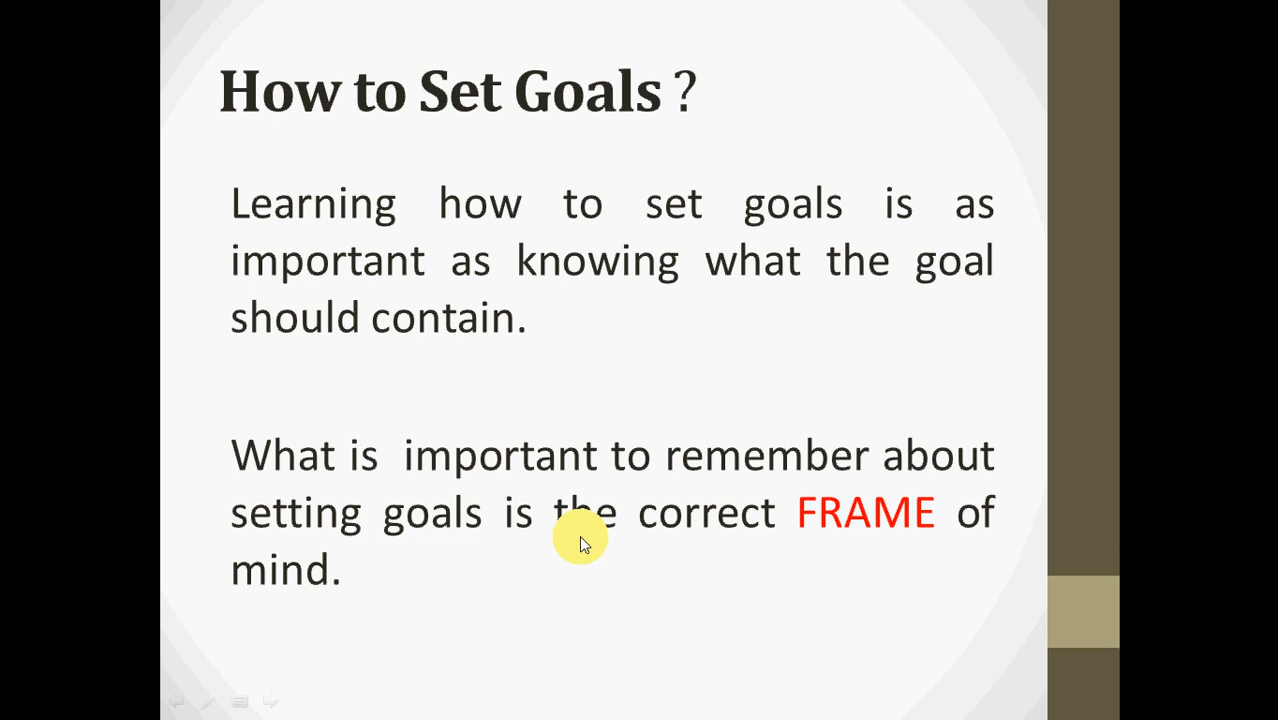 How to Set Goals ?
Learning how to set goals is as
important as knowing what the goal
should contain.
What is important to remember about
setting goals is the correct FRAME of
mind.